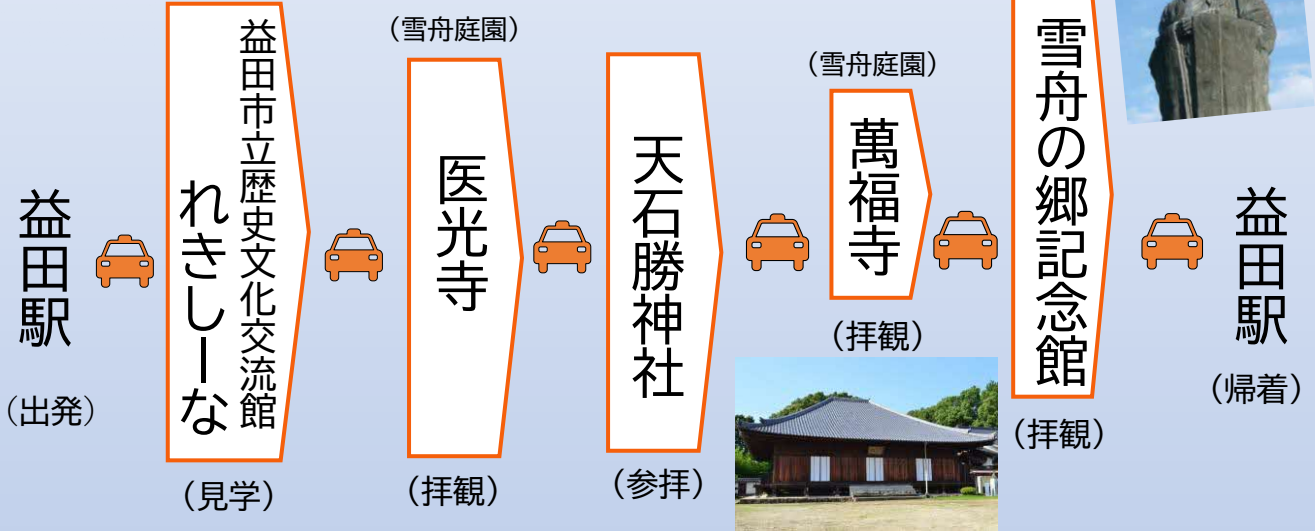 益田駅
（出発）
益田市立歴史文化交流館
れきしーな
（見学）
（雪舟庭園）
医光寺
（拝観）
天石勝神社
（参拝）
（雪舟庭園）
萬福寺
（拝観）
雪舟の郷記念館
（拝観）
益田駅
（帰着）